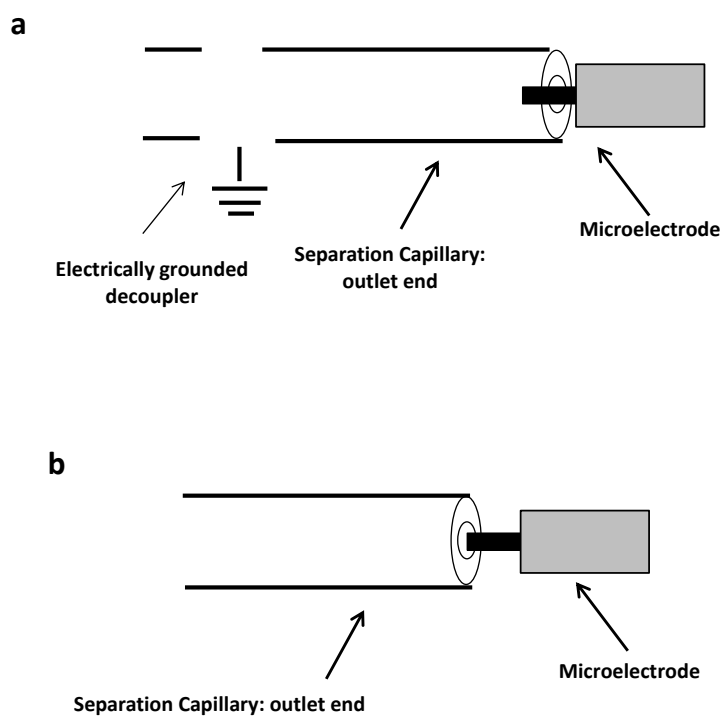 a
Microelectrode
Separation Capillary:
outlet end
Electrically grounded
decoupler
b
Microelectrode
Separation Capillary: outlet end